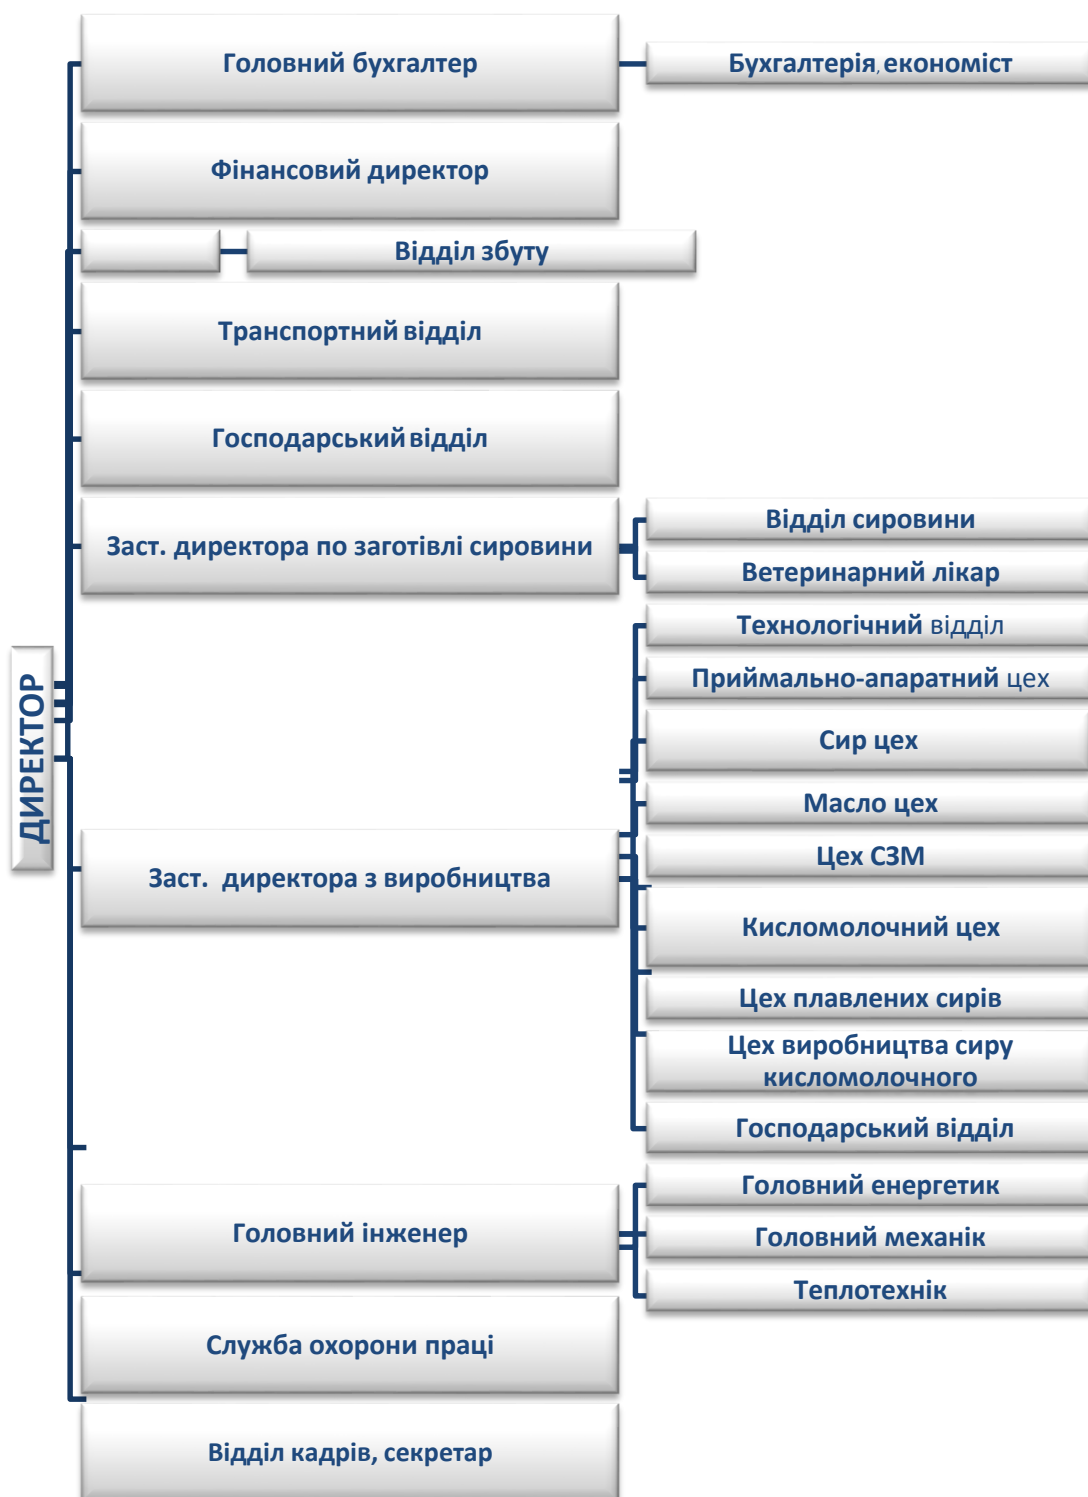 Головний бухгалтер
Бухгалтерія, економіст
Фінансовий директор
Відділ збуту
Транспортний відділ
Господарський відділ
Заст. директора по заготівлі сировини
Відділ сировини
Ветеринарний лікар
ДИРЕКТОР
Заст. директора з виробництва
Технологічний відділ
Приймально-апаратний цех
Сир цех
Масло цех
Цех СЗМ
Кисломолочний цех
Цех плавлених сирів
Цех виробництва сиру
кисломолочного
Господарський відділ
Головний інженер
Головний енергетик
Головний механік
Теплотехнік
Служба охорони праці
Відділ кадрів, секретар